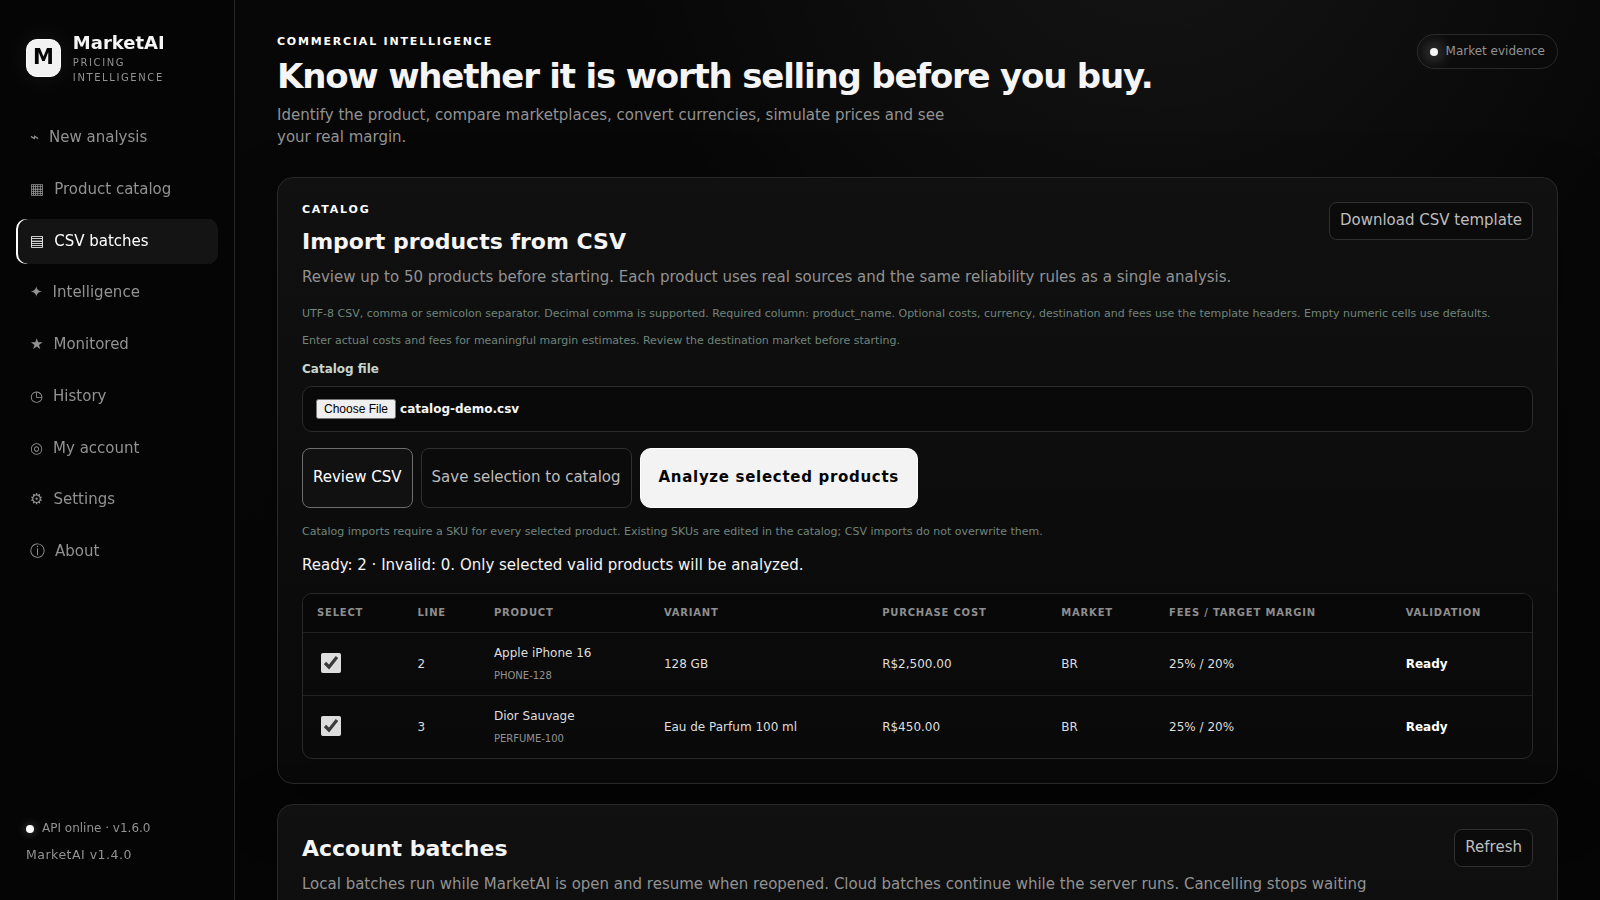 M
MarketAI
PRICING
INTELLIGENCE
New analysis
Product catalog
CSV batches
Intelligence
Monitored
History
My account
Settings
About
API online · v1.6.0
MarketAI v1.4.0
COMMERCIAL INTELLIGENCE
Know whether it is worth selling before you buy.
Identify the product, compare marketplaces, convert currencies, simulate prices and see
your real margin.
Market evidence
CATALOG
Import products from CSV
Download CSV template
Review up to 50 products before starting. Each product uses real sources and the same reliability rules as a single analysis.
UTF-8 CSV, comma or semicolon separator. Decimal comma is supported. Required column: product_name. Optional costs, currency, destination and fees use the template headers. Empty numeric cells use defaults.
Enter actual costs and fees for meaningful margin estimates. Review the destination market before starting.
Catalog file
Choose File catalog-demo.csv
Review CSV Save selection to catalog Analyze selected products
Catalog imports require a SKU for every selected product. Existing SKUs are edited in the catalog; CSV imports do not overwrite them.
Ready: 2 · Invalid: 0. Only selected valid products will be analyzed.
SELECT LINE PRODUCT VARIANT PURCHASE COST MARKET FEES / TARGET MARGIN VALIDATION
2 Apple iPhone 16 128 GB R$2,500.00 BR 25% / 20% Ready
PHONE-128
3 Dior Sauvage Eau de Parfum 100 ml R$450.00 BR 25% / 20% Ready
PERFUME-100
Account batches
Refresh
Local batches run while MarketAI is open and resume when reopened. Cloud batches continue while the server runs. Cancelling stops waiting